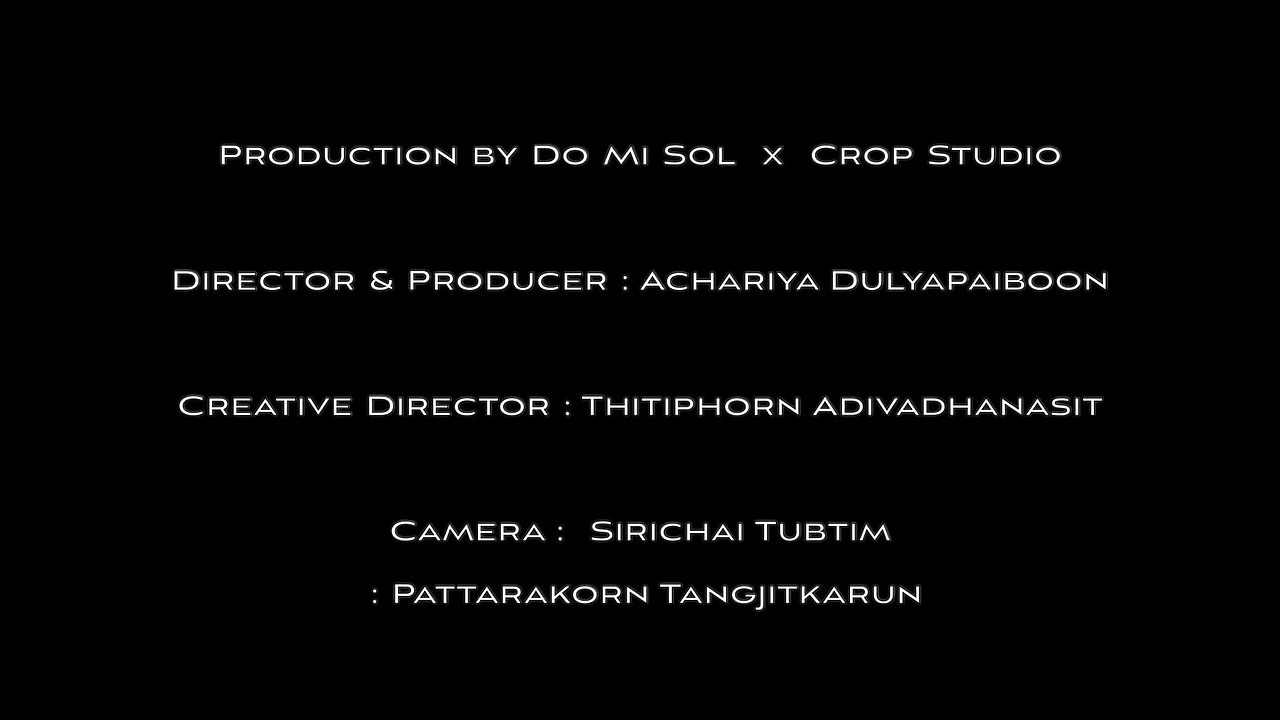 Production by Do Mi Sol x Crop Studio
Director & Producer : Achariya Dulyapaiboon
Creative Director : Thitiphorn Adivadhanasit
Camera : Sirichai Tubtim
: Pattarakorn Tangjitkarun